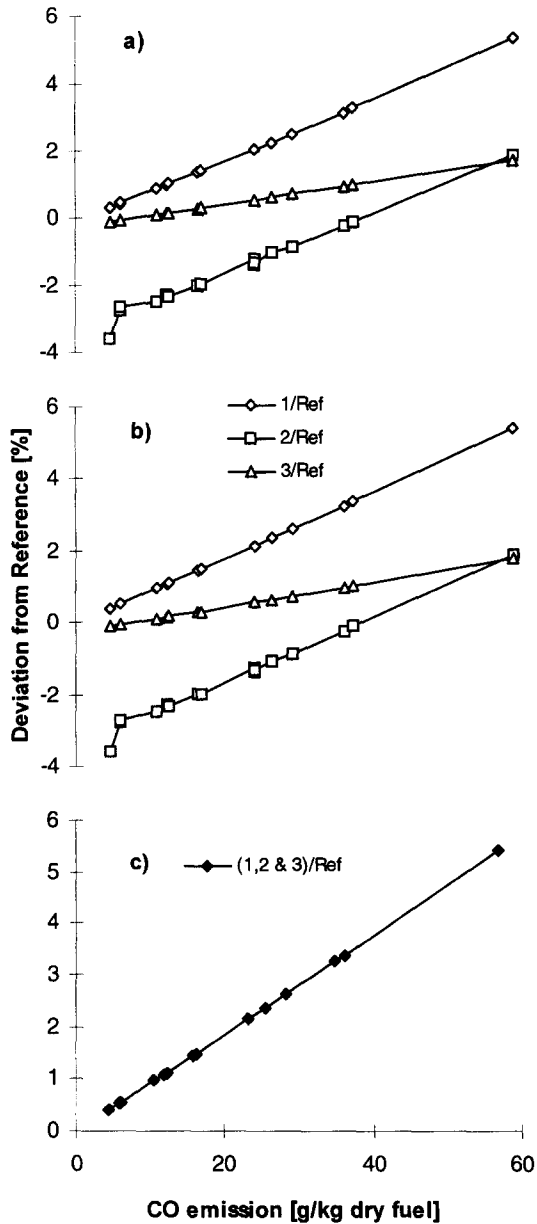 a)
6
4
2
0
-2
-4
b)
1/Ref
2/Ref
3/Ref
6
4
2
0
-2
-4
Deviation from Reference [%]
c)
(1,2 & 3)/Ref
6
5
4
3
2
1
0
0 20 40 60
CO emission [g/kg dry fuel]